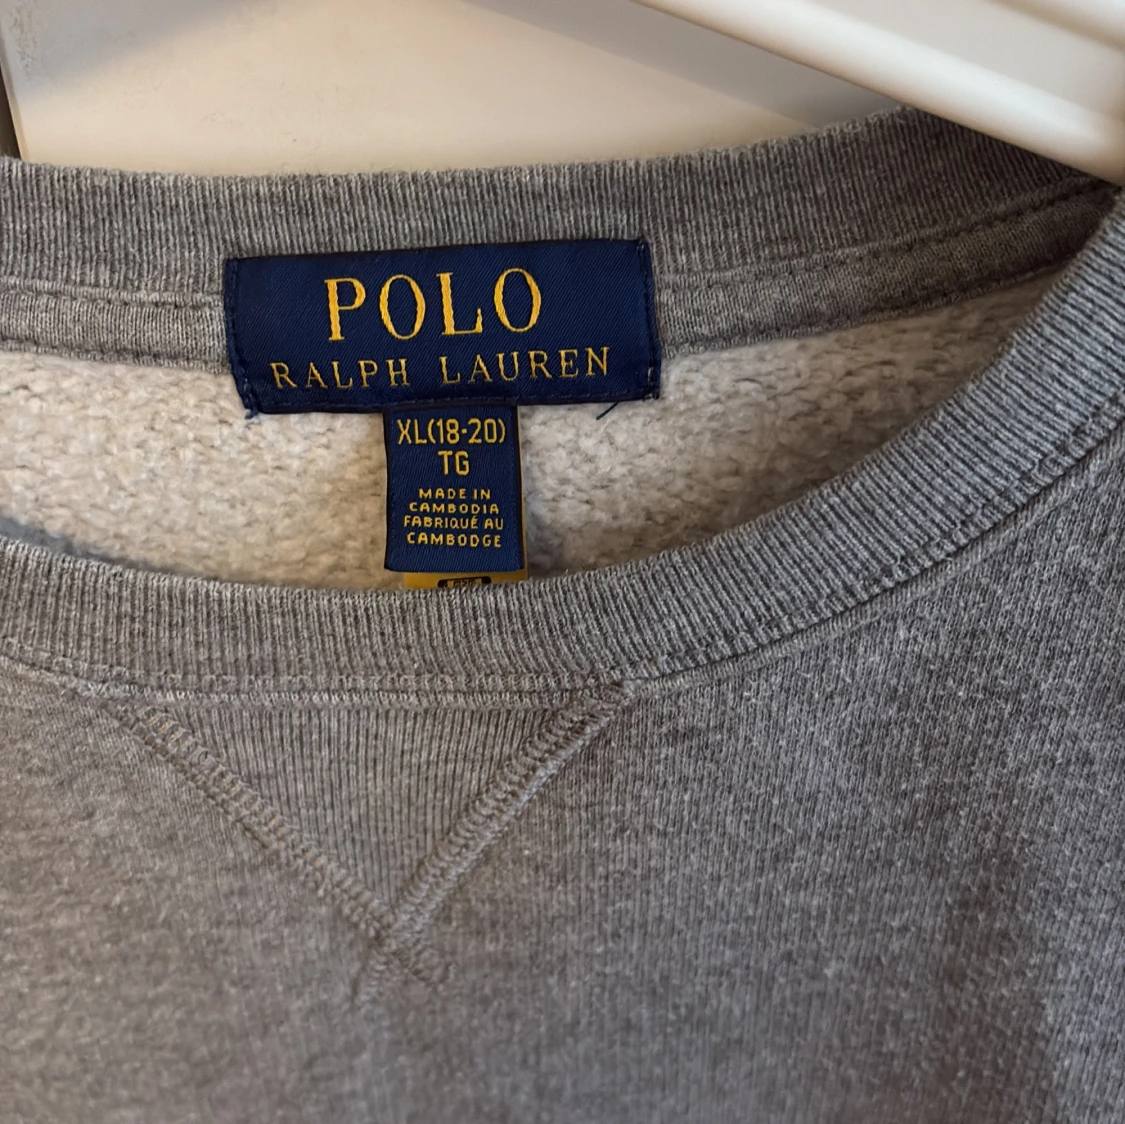 POLO
RALPH LAUREN
XL(18-20)
TG
MADE IN
CAMBODIA
FABRIQUÉ AU
CAMBODGE